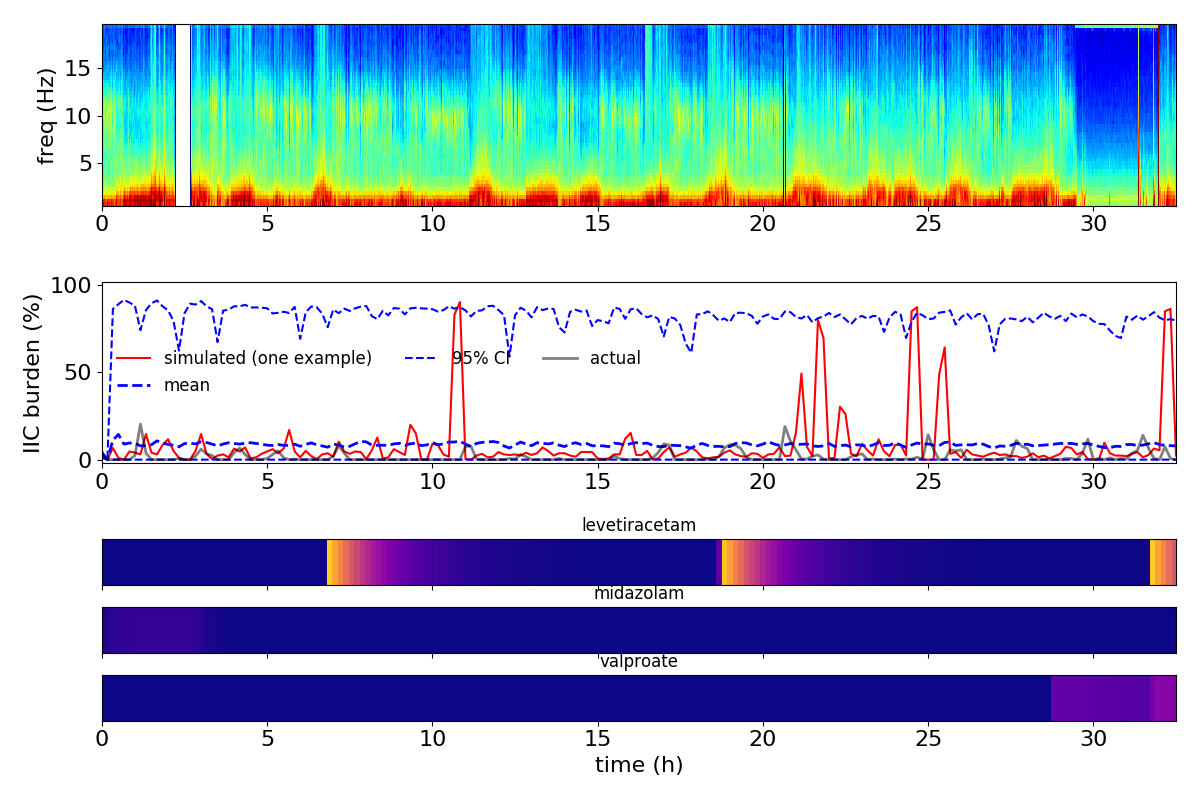 freq (Hz)
15
10
5
0 5 10 15 20 25 30
IIC burden (%)
100
50
0
simulated (one example) 95% CI actual
mean
0 5 10 15 20 25 30
levetiracetam
midazolam
valproate
0 5 10 15 20 25 30
time (h)